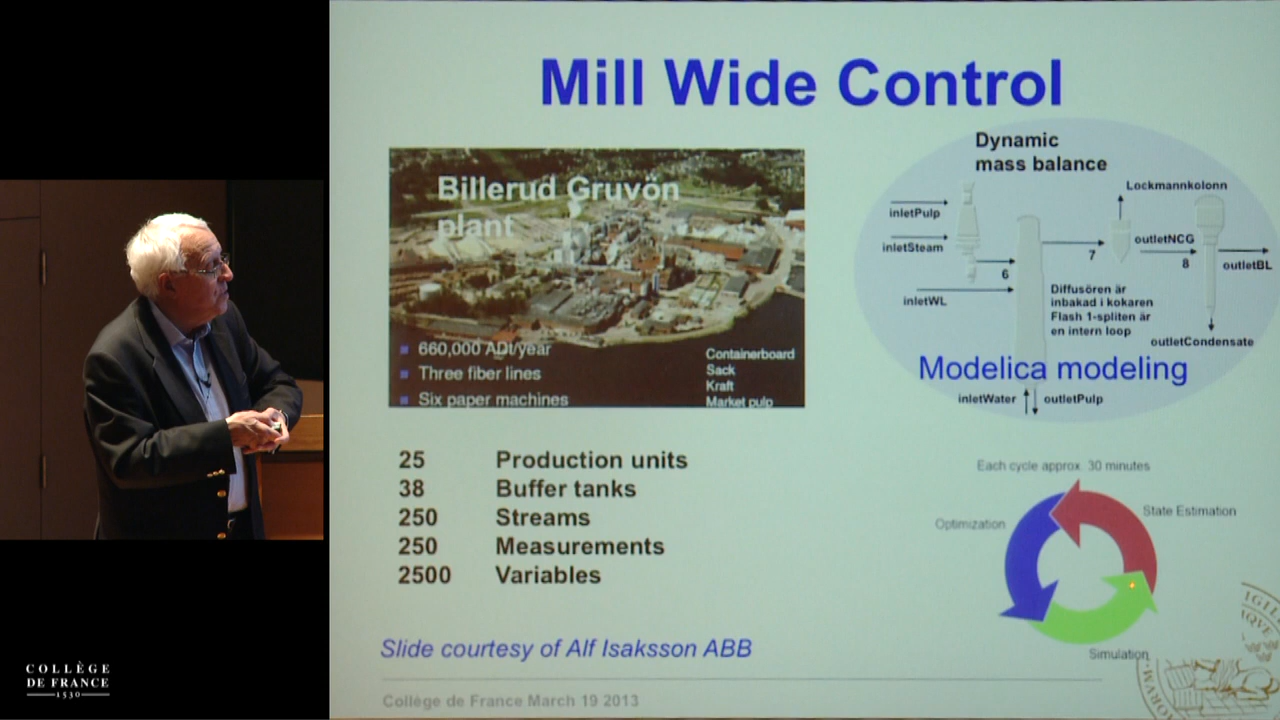 Mill Wide Control
Billerud Gruvön
plant
660,000 ADt/year
Three fiber lines
Six paper machines
Containerboard
Sack
Kraft
Market pulp
Dynamic
mass balance
Lockmannkolonn
inletPulp
outletNCG
inletSteam
7
8
outletBL
6
inletWL
Diffusören är
inbakad i kokaren
Flash 1-spliten är
en intern loop
outletCondensate
Modelica modeling
inletWater
outletPulp
25 Production units
38 Buffer tanks
250 Streams
250 Measurements
2500 Variables
Each cycle approx. 30 minutes
State Estimation
Optimization
Simulation
Slide courtesy of Alf Isaksson ABB
Collège de France March 19 2013
COLLÈGE
DE FRANCE
1530